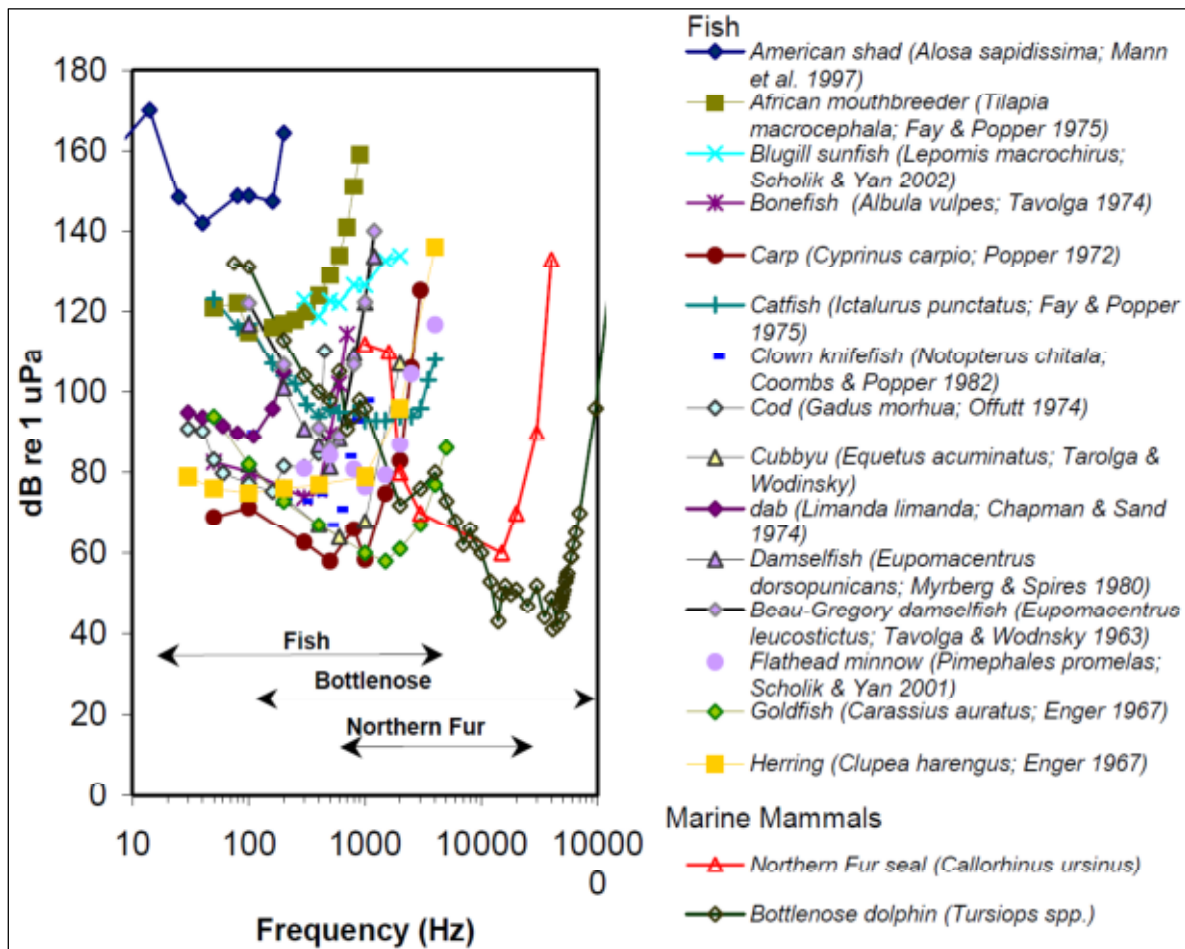 dB re 1 uPa
180
160
140
120
100
80
60
40
20
0
Fish
Bottlenose
Northern Fur
10
100
1000
10000
10000
0
Frequency (Hz)
Fish
American shad (Alosa sapidissima; Mann
et al. 1997)
African mouthbreeder (Tilapia
macrocephala; Fay & Popper 1975)
Blugill sunfish (Lepomis macrochirus;
Scholik & Yan 2002)
Bonefish (Albula vulpes; Tavolga 1974)
Carp (Cyprinus carpio; Popper 1972)
Catfish (Ictalurus punctatus; Fay & Popper
1975)
Clown knifefish (Notopterus chitala;
Coombs & Popper 1982)
Cod (Gadus morhua; Offutt 1974)
Cubbyu (Equetus acuminatus; Tarolga &
Wodinsky)
dab (Limanda limanda; Chapman & Sand
1974)
Damselfish (Eupomacentrus
dorsopunicans; Myrberg & Spires 1980)
Beau-Gregory damselfish (Eupomacentrus
leucostictus; Tavolga & Wodnsky 1963)
Flathead minnow (Pimephales promelas;
Scholik & Yan 2001)
Goldfish (Carassius auratus; Enger 1967)
Herring (Clupea harengus; Enger 1967)
Marine Mammals
Northern Fur seal (Callorhinus ursinus)
Bottlenose dolphin (Tursiops spp.)